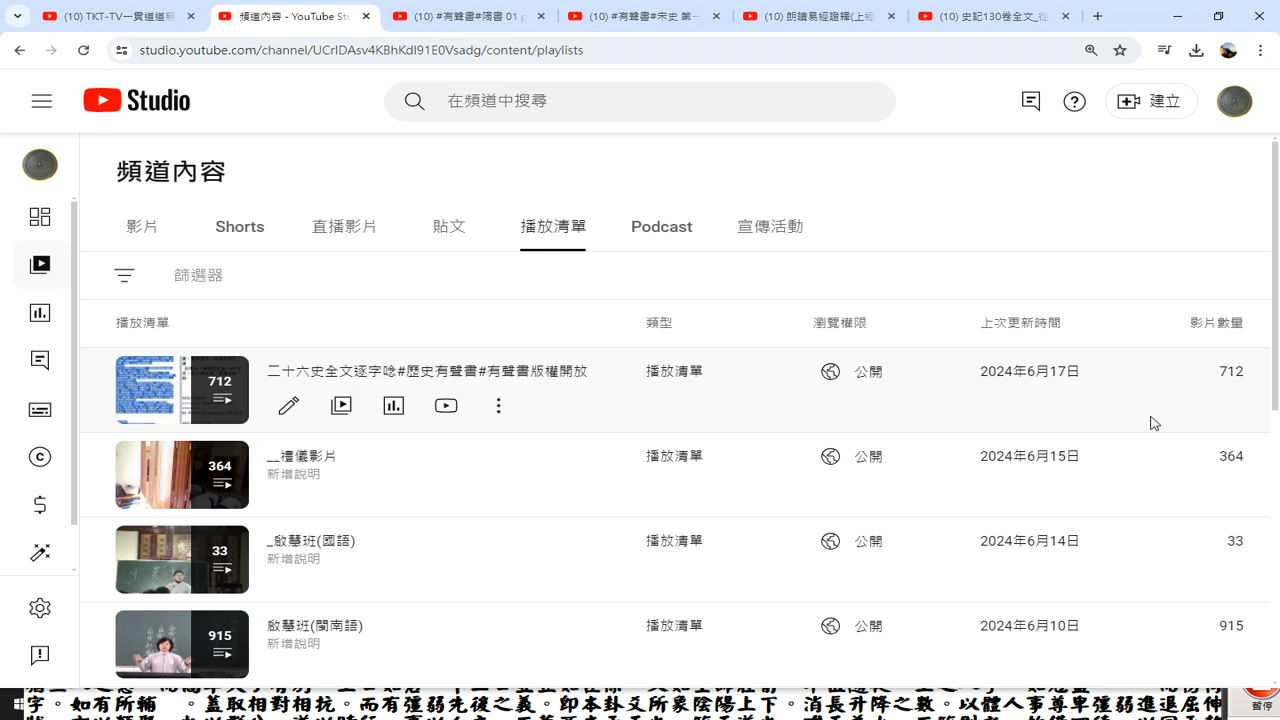 (10) TKT-TV一貫道道
頻道內容 - YouTube Stu
(10) #有聲書#書 01 p
(10) #有聲書#宋史 第一
(10) 朗讀易經證釋(上經
(10) 史記130卷全文_從
studio.youtube.com/channel/UCrlDAsv4KBhKdI91E0Vsadg/content/playlists
Studio
在頻道中搜尋
建立
頻道內容
影片 Shorts 直播影片 貼文 播放清單 Podcast 宣傳活動
篩選器
播放清單 類型 瀏覽權限 上次更新時間 影片數量
712
二十六史全文逐字唸#歷史有聲書#有聲書版權開放 播放清單 公開 2024年6月17日 712
364
__禮儀影片 播放清單 公開 2024年6月15日 364
新增說明
33
_啟慧班(國語) 播放清單 公開 2024年6月14日 33
新增說明
915
啟慧班(閩南語) 播放清單 公開 2024年6月10日 915
新增說明
字。如有所輔 。蓋取相對相抗。而有強弱先後之義。即本卦爻所象陰陽上下。消長升降之數。以體人事尊卑強弱進退屈伸
暫停